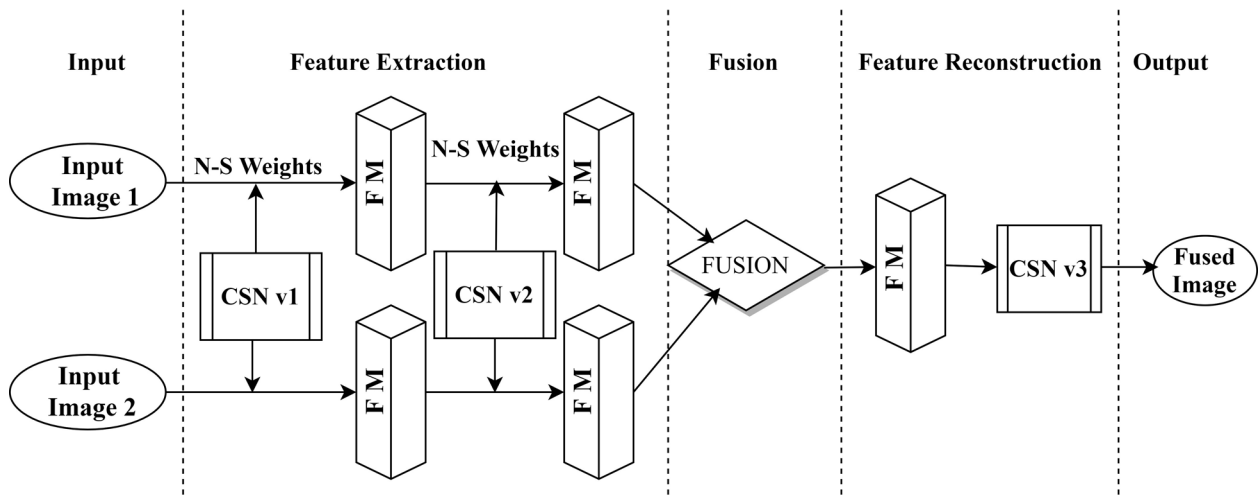 Input
Feature Extraction
Fusion
Feature Reconstruction
Output
Input
Image 1
N-S Weights
F M
N-S Weights
F M
CSN v1
CSN v2
FUSION
F M
CSN v3
Fused
Image
Input
Image 2
F M
F M